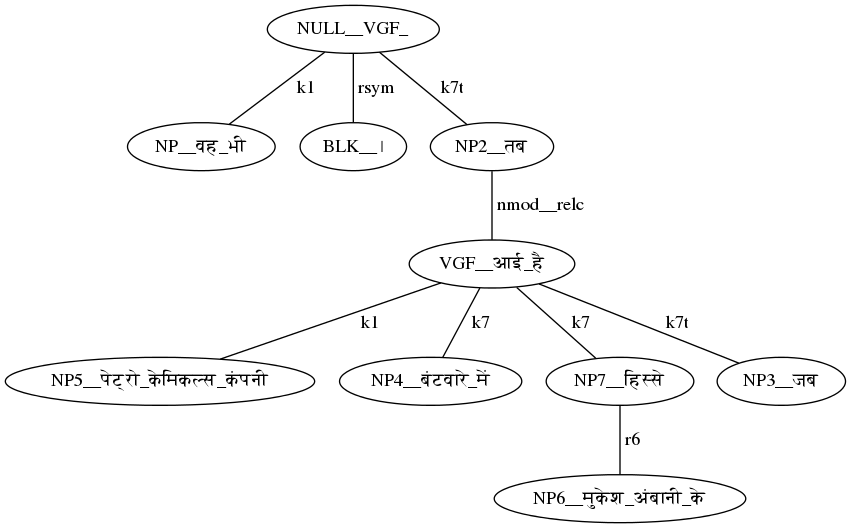 NULL__VGF_
k1 rsym k7t
NP__वह_भी BLK__। NP2__तब
nmod__relc
VGF__आई_है
k1 k7 k7 k7t
NP5__पेट्रो_केमिकल्स_कंपनी NP4__बंटवारे_में NP7__हिस्से NP3__जब
r6
NP6__मुकेश_अंबानी_के